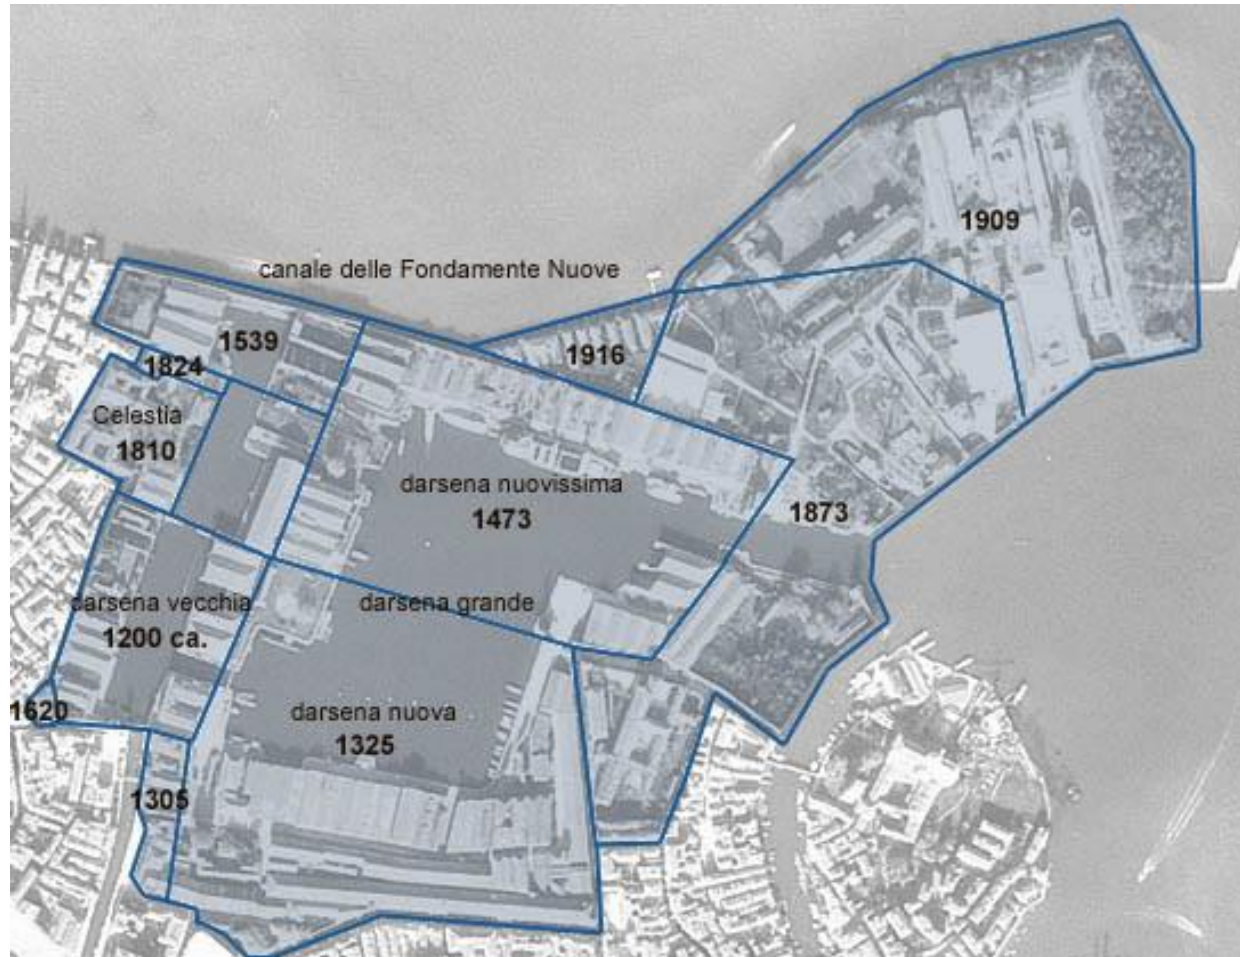 1909
canale delle Fondamente Nuove
1539
1916
1824
Celestia
1810
darsena nuovissima
1473
1873
darsena vecchia
1200 ca.
darsena grande
1620
darsena nuova
1325
1305